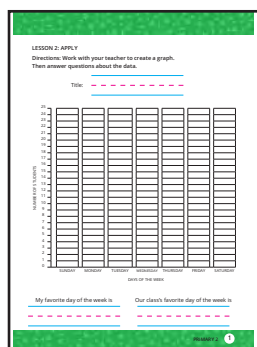 LESSON 2: APPLY
Directions: Work with your teacher to create a graph.
Then answer questions about the data.
Title:
25
24
23
22
21
20
19
18
17
16
15
14
13
12
11
10
9
8
7
6
5
4
3
2
1
0
NUMBER OF STUDENTS
SUNDAY MONDAY TUESDAY WEDNESDAY THURSDAY FRIDAY SATURDAY
DAYS OF THE WEEK
My favorite day of the week is
Our class's favorite day of the week is
PRIMARY 2 1